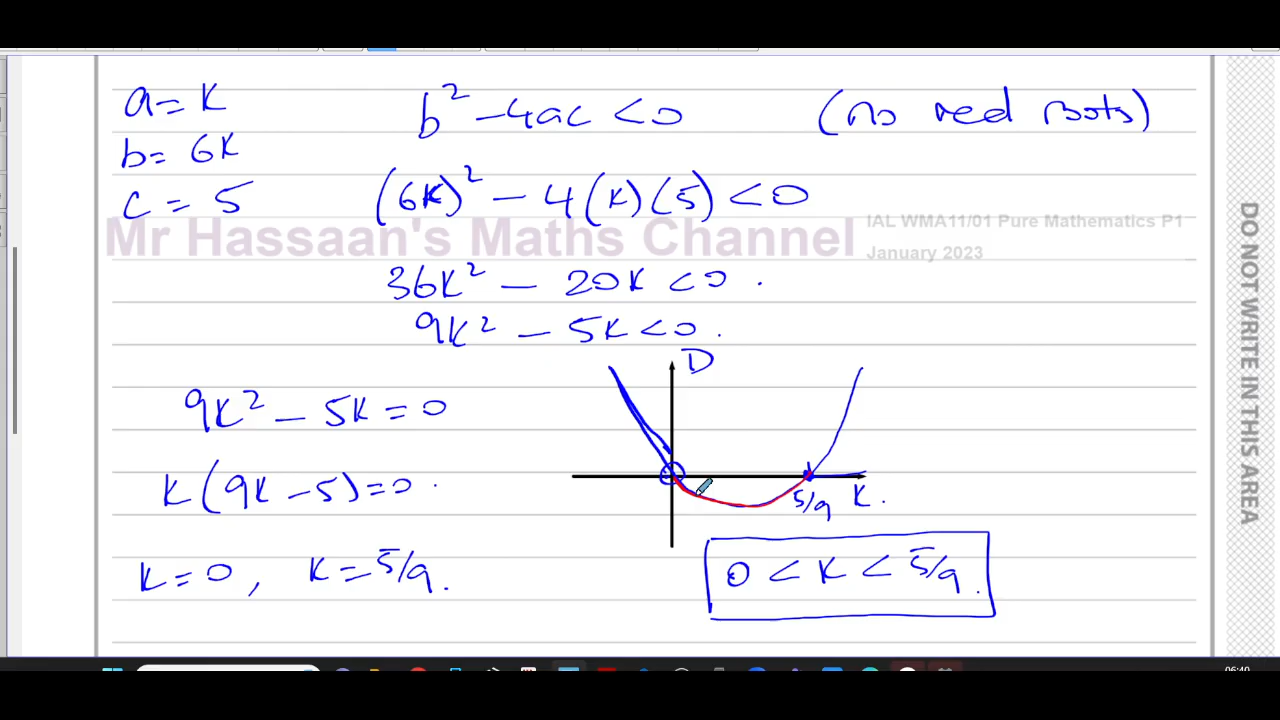 a = K
b² - 4ac < 0 (no real roots)
b = 6K
c = 5
(6K)² - 4(K)(5) < 0
Mr Hassaan's Maths Channel
IAL WMA11/01 Pure Mathematics P1
January 2023
36K² - 20K < 0.
9K² - 5K < 0.
D
9K² - 5K = 0
K(9K - 5) = 0.
5/9 K.
K = 0, K = 5/9.
0 < K < 5/9.
DO NOT WRITE IN THIS AREA
06:40